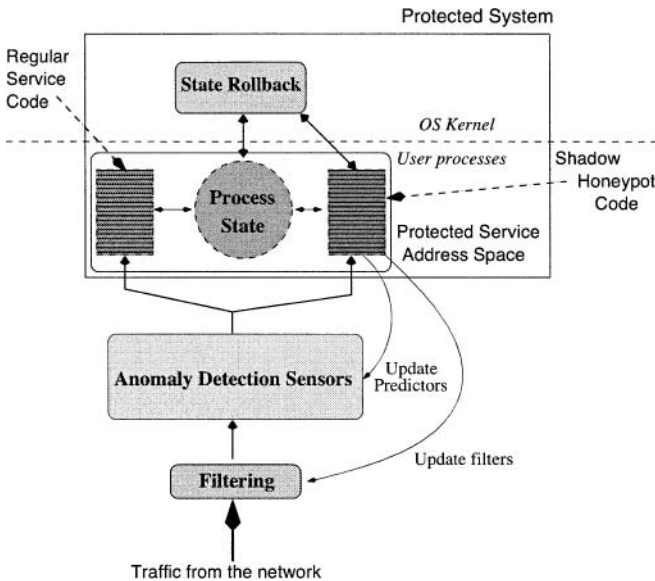 Protected System
Regular
Service
Code
State Rollback
OS Kernel
User processes
Shadow
Honeypot
Code
Process
State
Protected Service
Address Space
Update
Predictors
Anomaly Detection Sensors
Update filters
Filtering
Traffic from the network